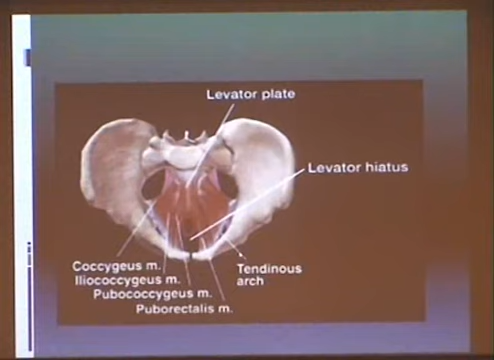 Levator plate
Levator hiatus
Coccygeus m.
Iliococcygeus m.
Pubococcygeus m.
Puborectalis m.
Tendinous
arch